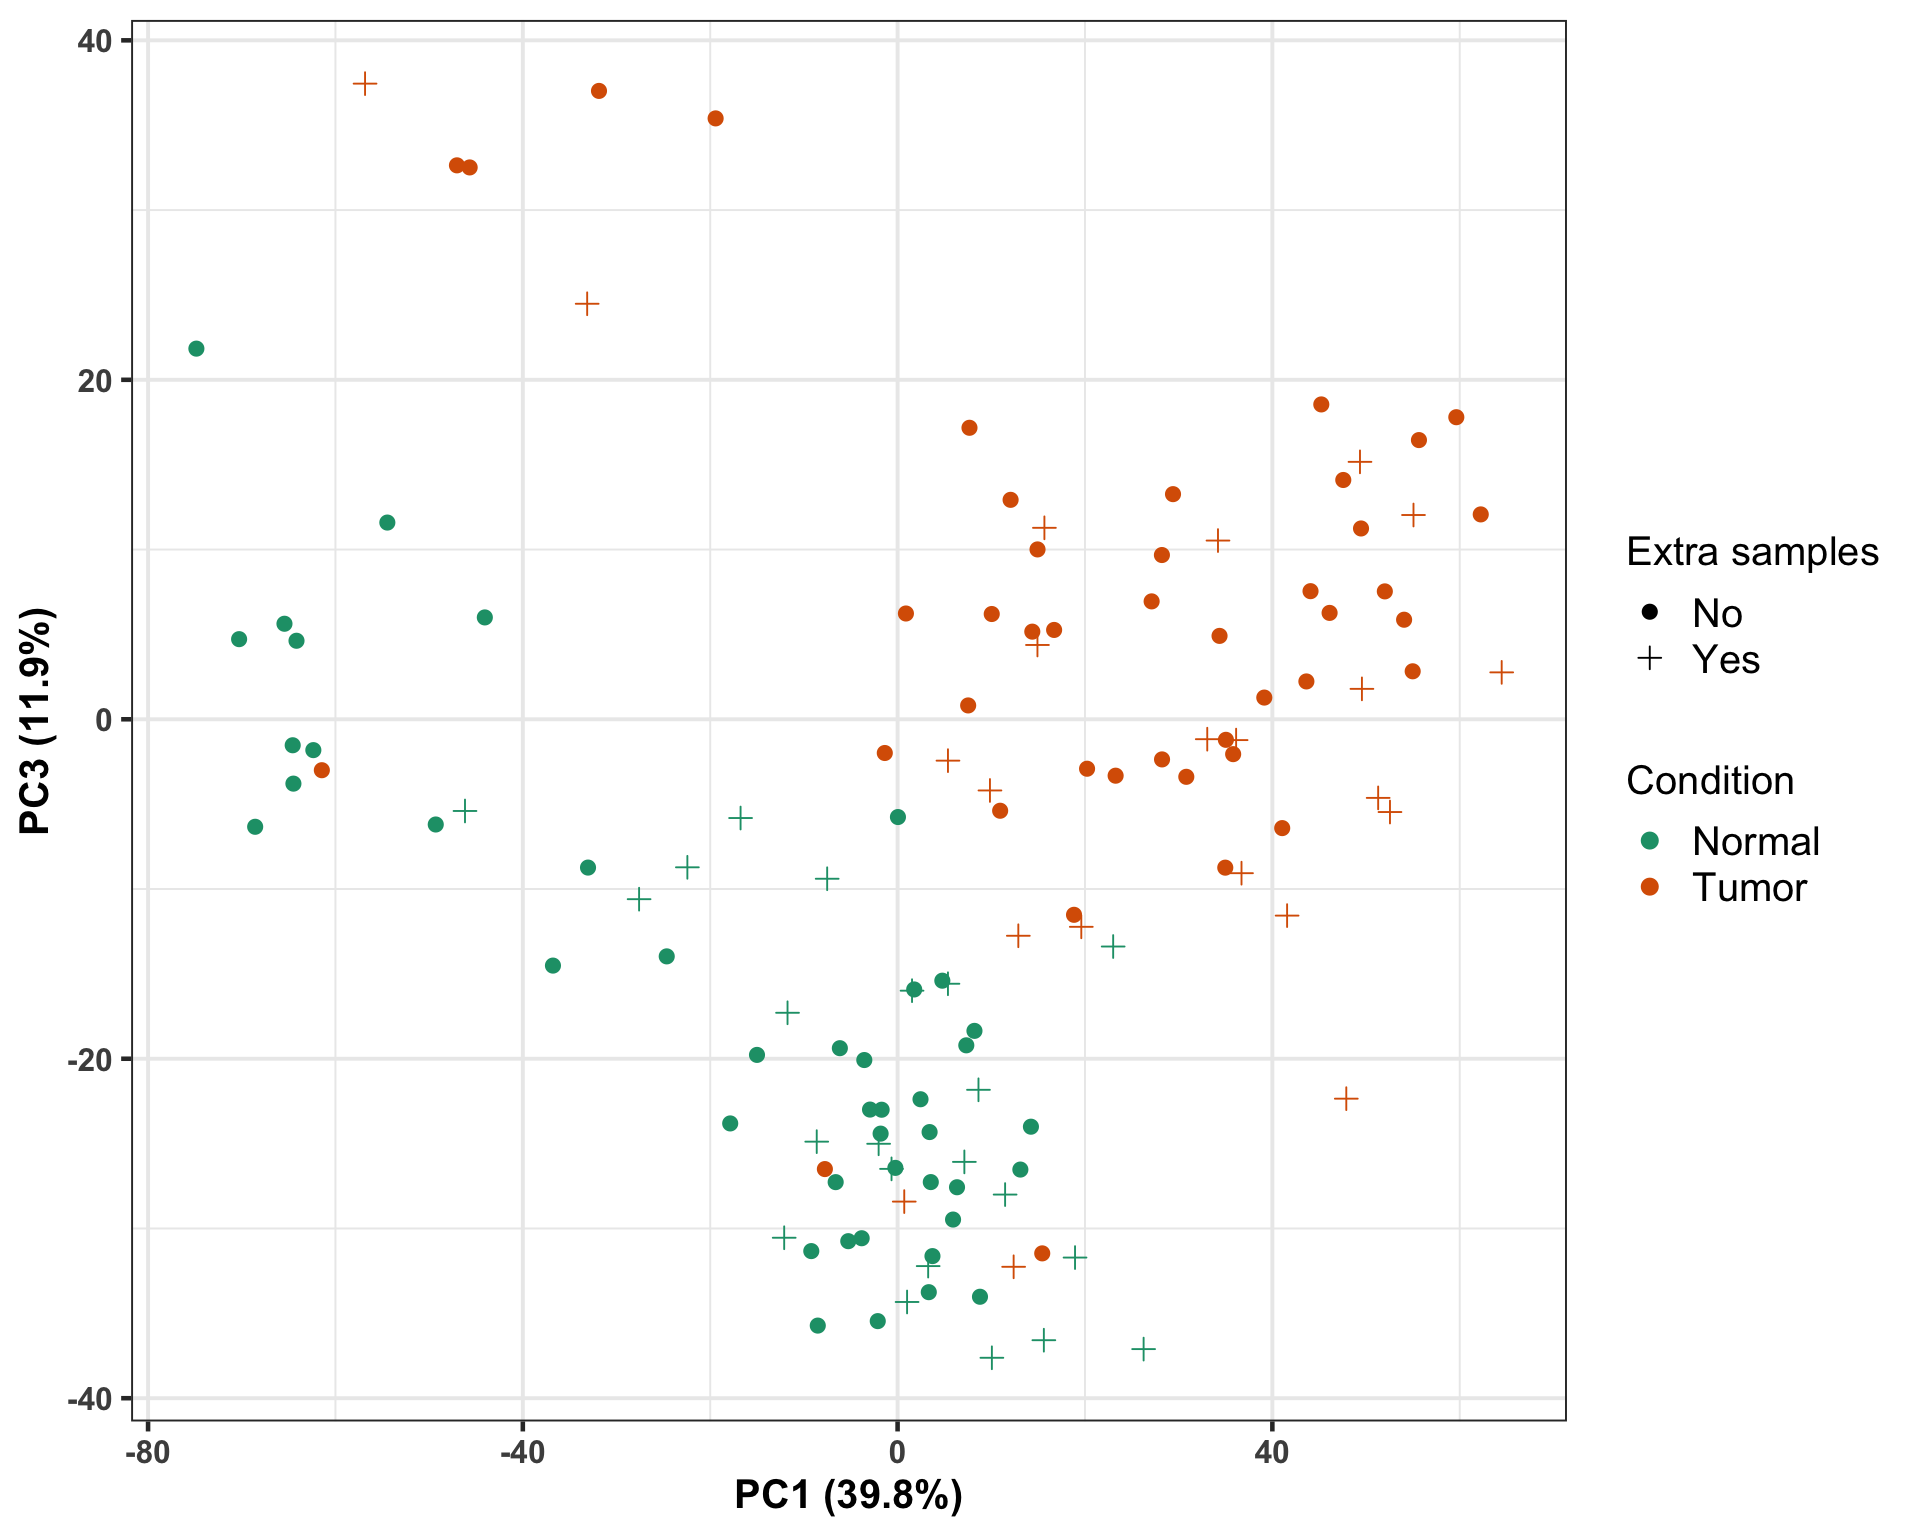 40
20
0
-20
-40
PC3 (11.9%)
-80
-40
0
40
PC1 (39.8%)
Extra samples
No
Yes
Condition
Normal
Tumor